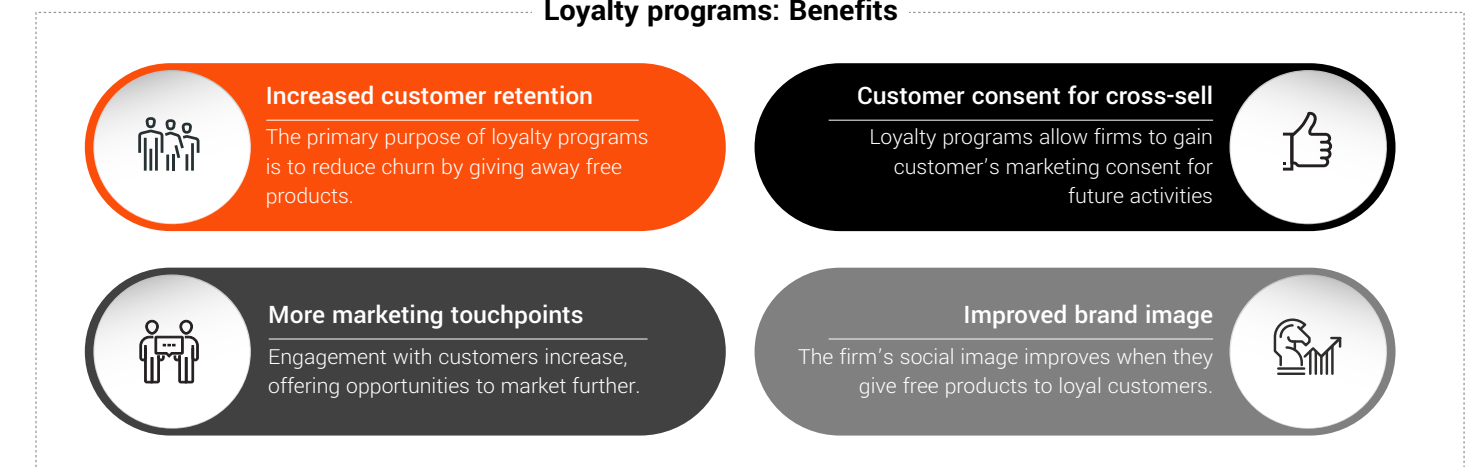 Loyalty programs: Benefits
Increased customer retention
The primary purpose of loyalty programs
is to reduce churn by giving away free
products.
Customer consent for cross-sell
Loyalty programs allow firms to gain
customer’s marketing consent for
future activities
More marketing touchpoints
Engagement with customers increase,
offering opportunities to market further.
Improved brand image
The firm’s social image improves when they
give free products to loyal customers.